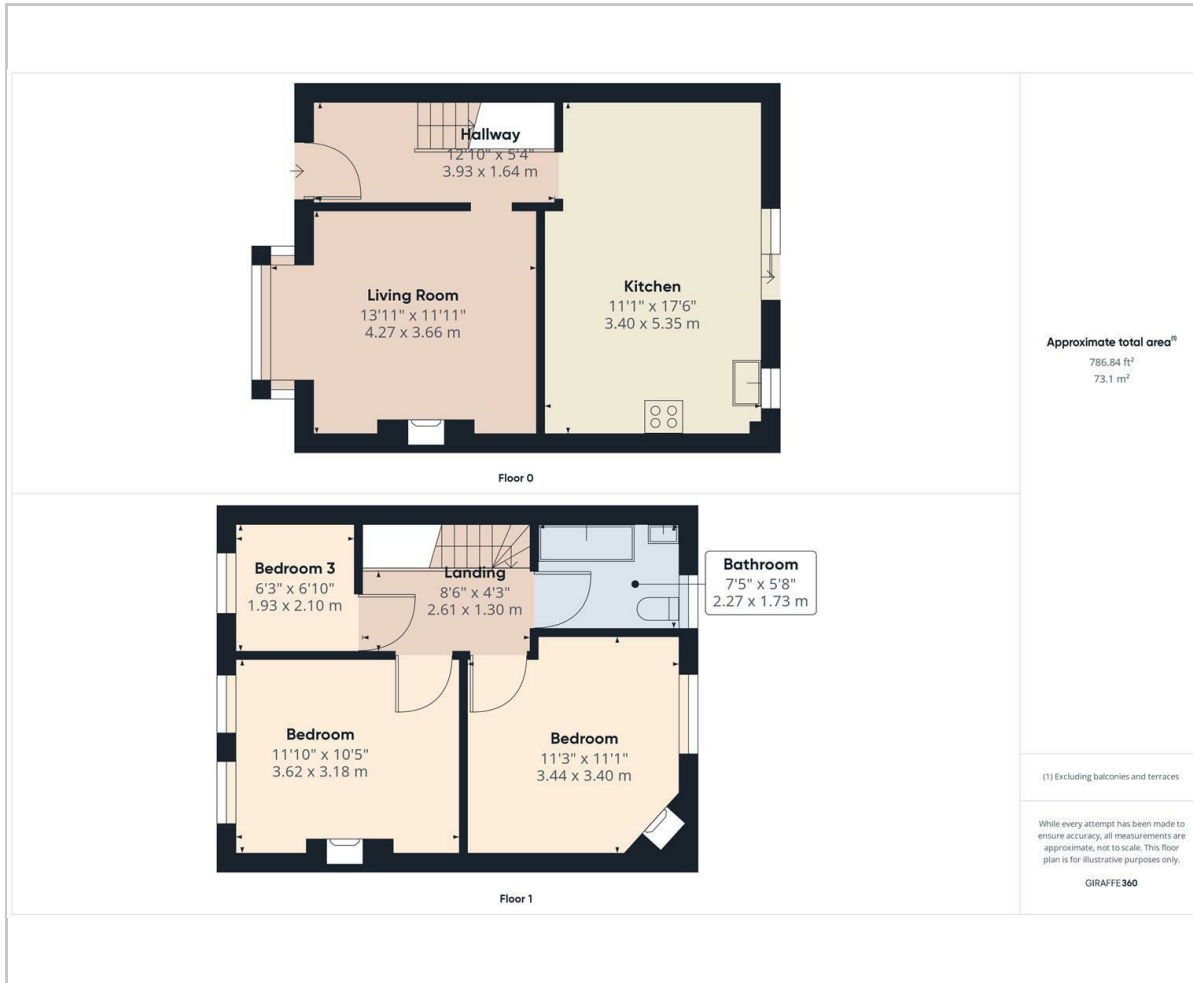 Hallway
12'10" x 5'4"
3.93 x 1.64 m
Living Room
13'11" x 11'11"
4.27 x 3.66 m
Kitchen
11'1" x 17'6"
3.40 x 5.35 m
Floor 0
Bedroom 3
6'3" x 6'10"
1.93 x 2.10 m
Landing
8'6" x 4'3"
2.61 x 1.30 m
Bathroom
7'5" x 5'8"
2.27 x 1.73 m
Bedroom
11'10" x 10'5"
3.62 x 3.18 m
Bedroom
11'3" x 11'1"
3.44 x 3.40 m
Floor 1
Approximate total area(1)
786.84 ft²
73.1 m²
(1) Excluding balconies and terraces
While every attempt has been made to
ensure accuracy, all measurements are
approximate, not to scale. This floor
plan is for illustrative purposes only.
GIRAFFE360